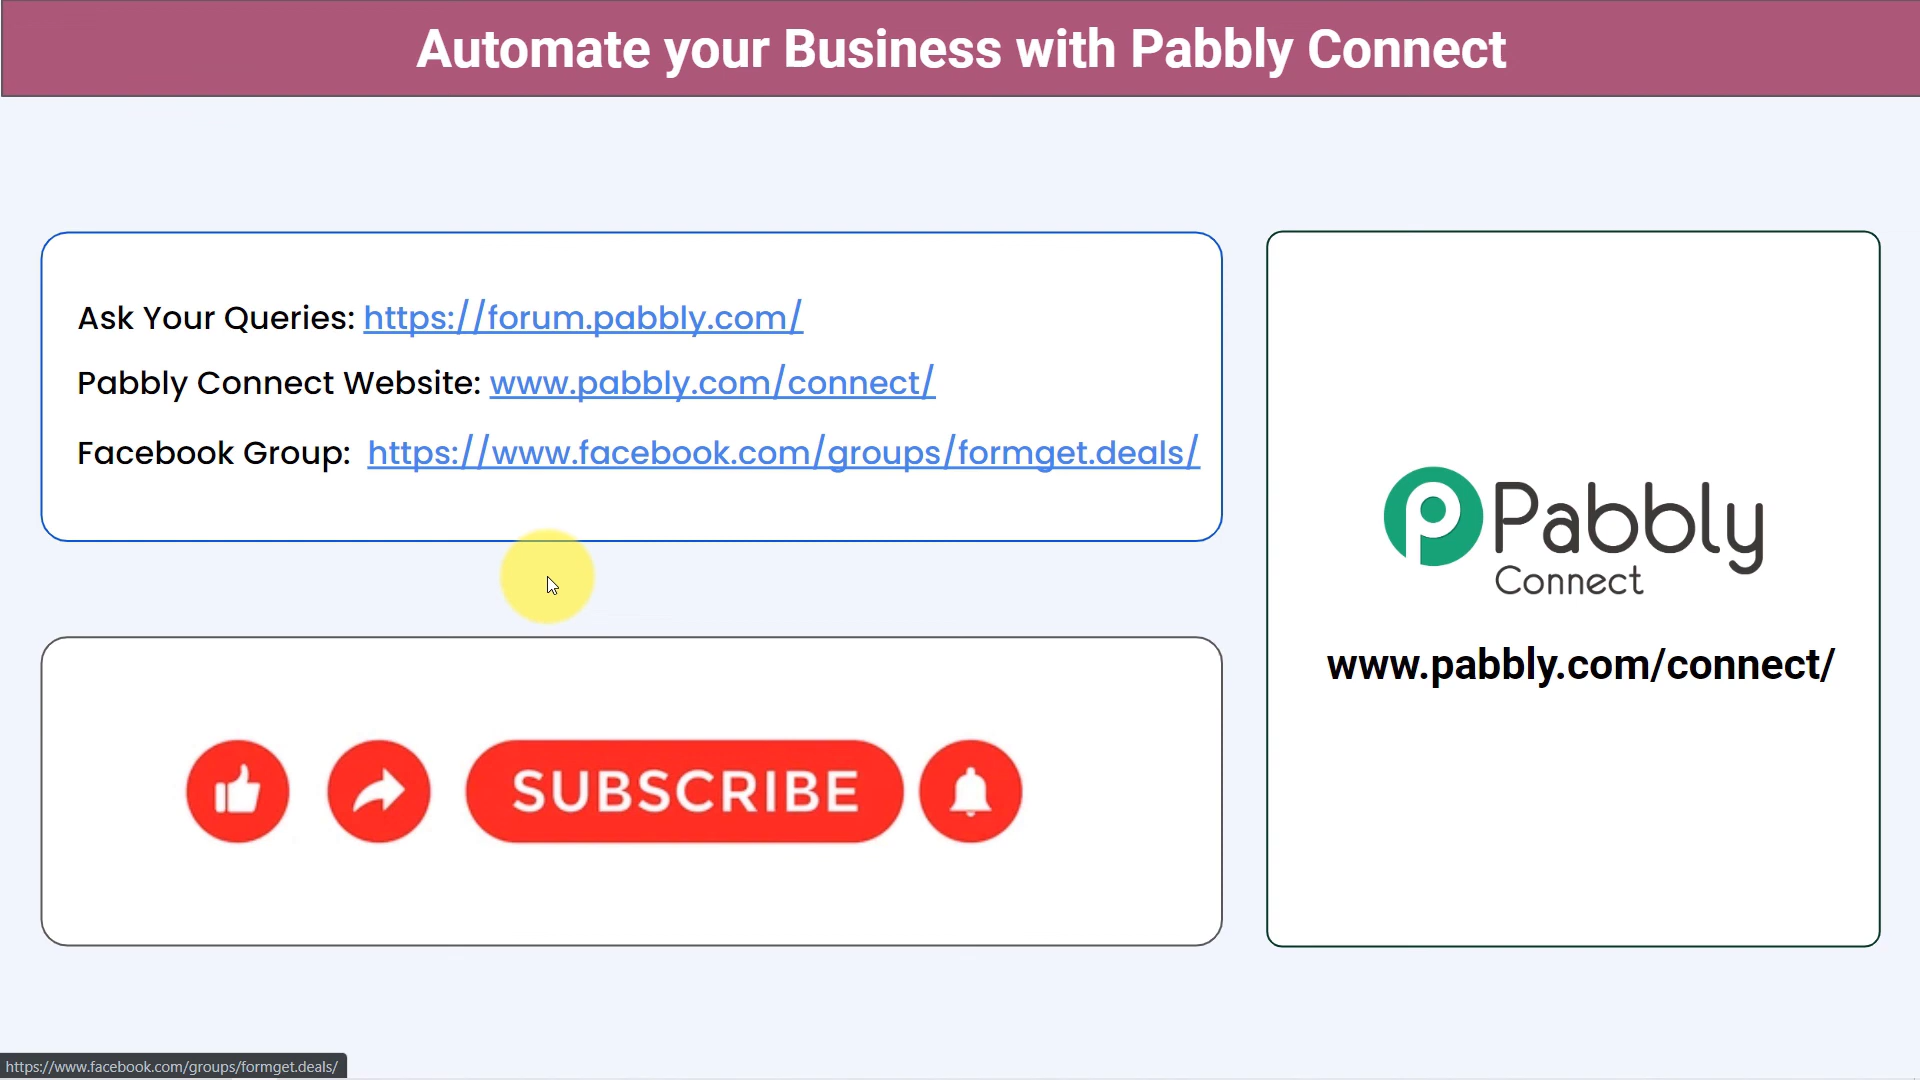 Automate your Business with Pabbly Connect
Ask Your Queries: https://forum.pabbly.com/
Pabbly Connect Website: www.pabbly.com/connect/
Facebook Group: https://www.facebook.com/groups/formget.deals/
Pabbly
Connect
www.pabbly.com/connect/
SUBSCRIBE
https://www.facebook.com/groups/formget.deals/